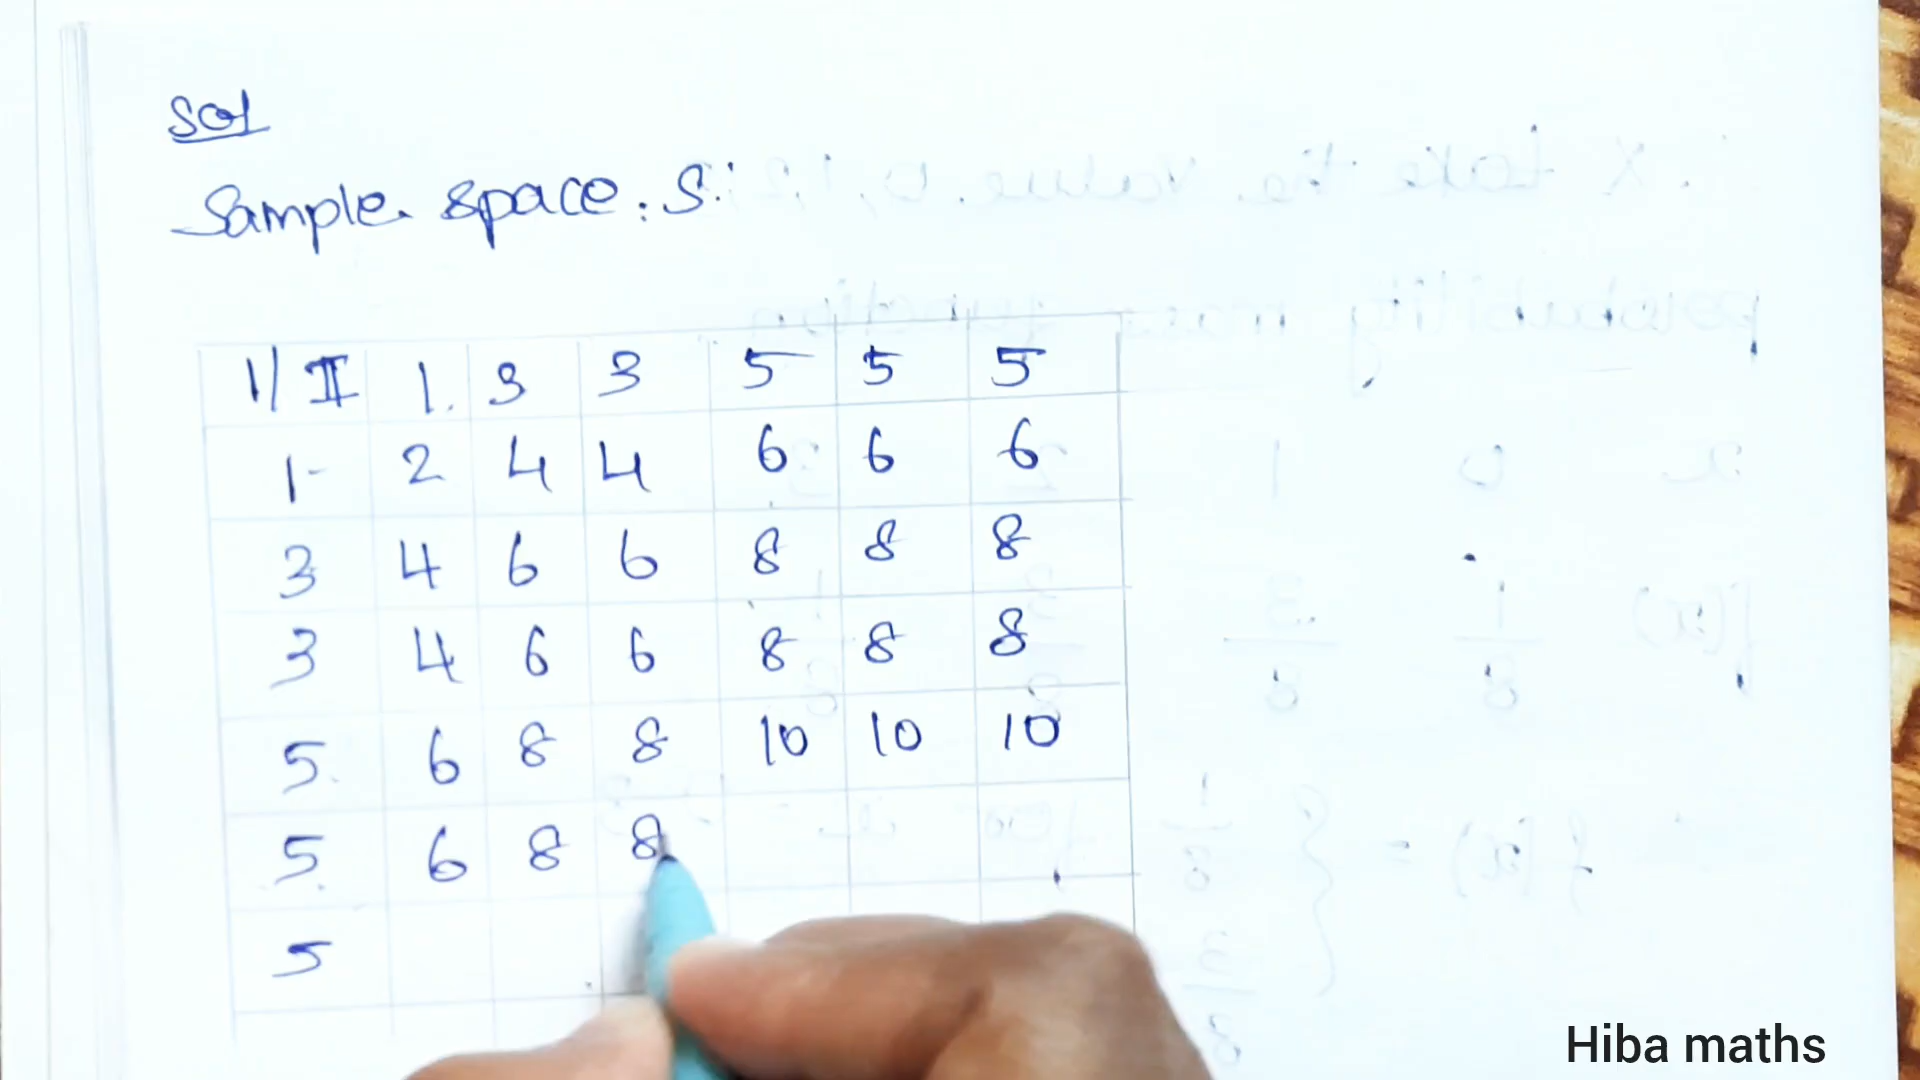 Sol
Sample space: S:
I/II 1 3 3 5 5 5
1 2 4 4 6 6 6
3 4 6 6 8 8 8
3 4 6 6 8 8 8
5 6 8 8 10 10 10
5 6 8 8
5
Hiba maths